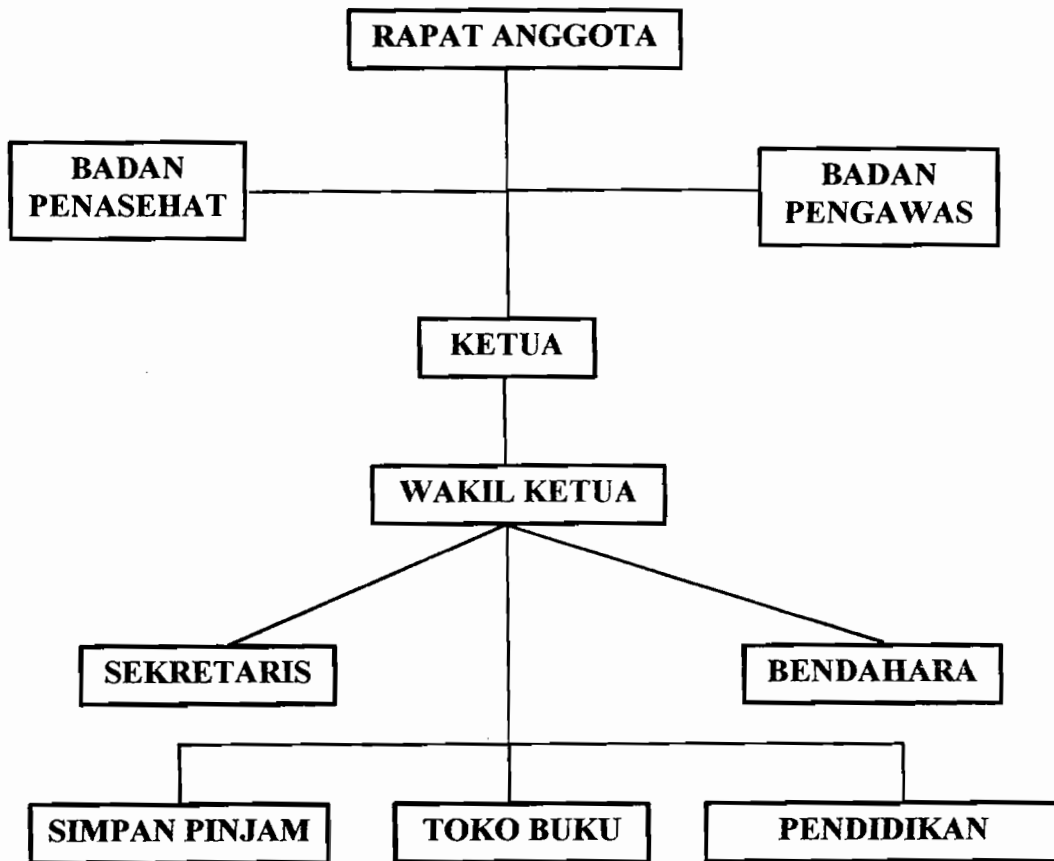 RAPAT ANGGOTA
BADAN
PENASEHAT
BADAN
PENGAWAS
KETUA
WAKIL KETUA
SEKRETARIS
BENDAHARA
SIMPAN PINJAM
TOKO BUKU
PENDIDIKAN